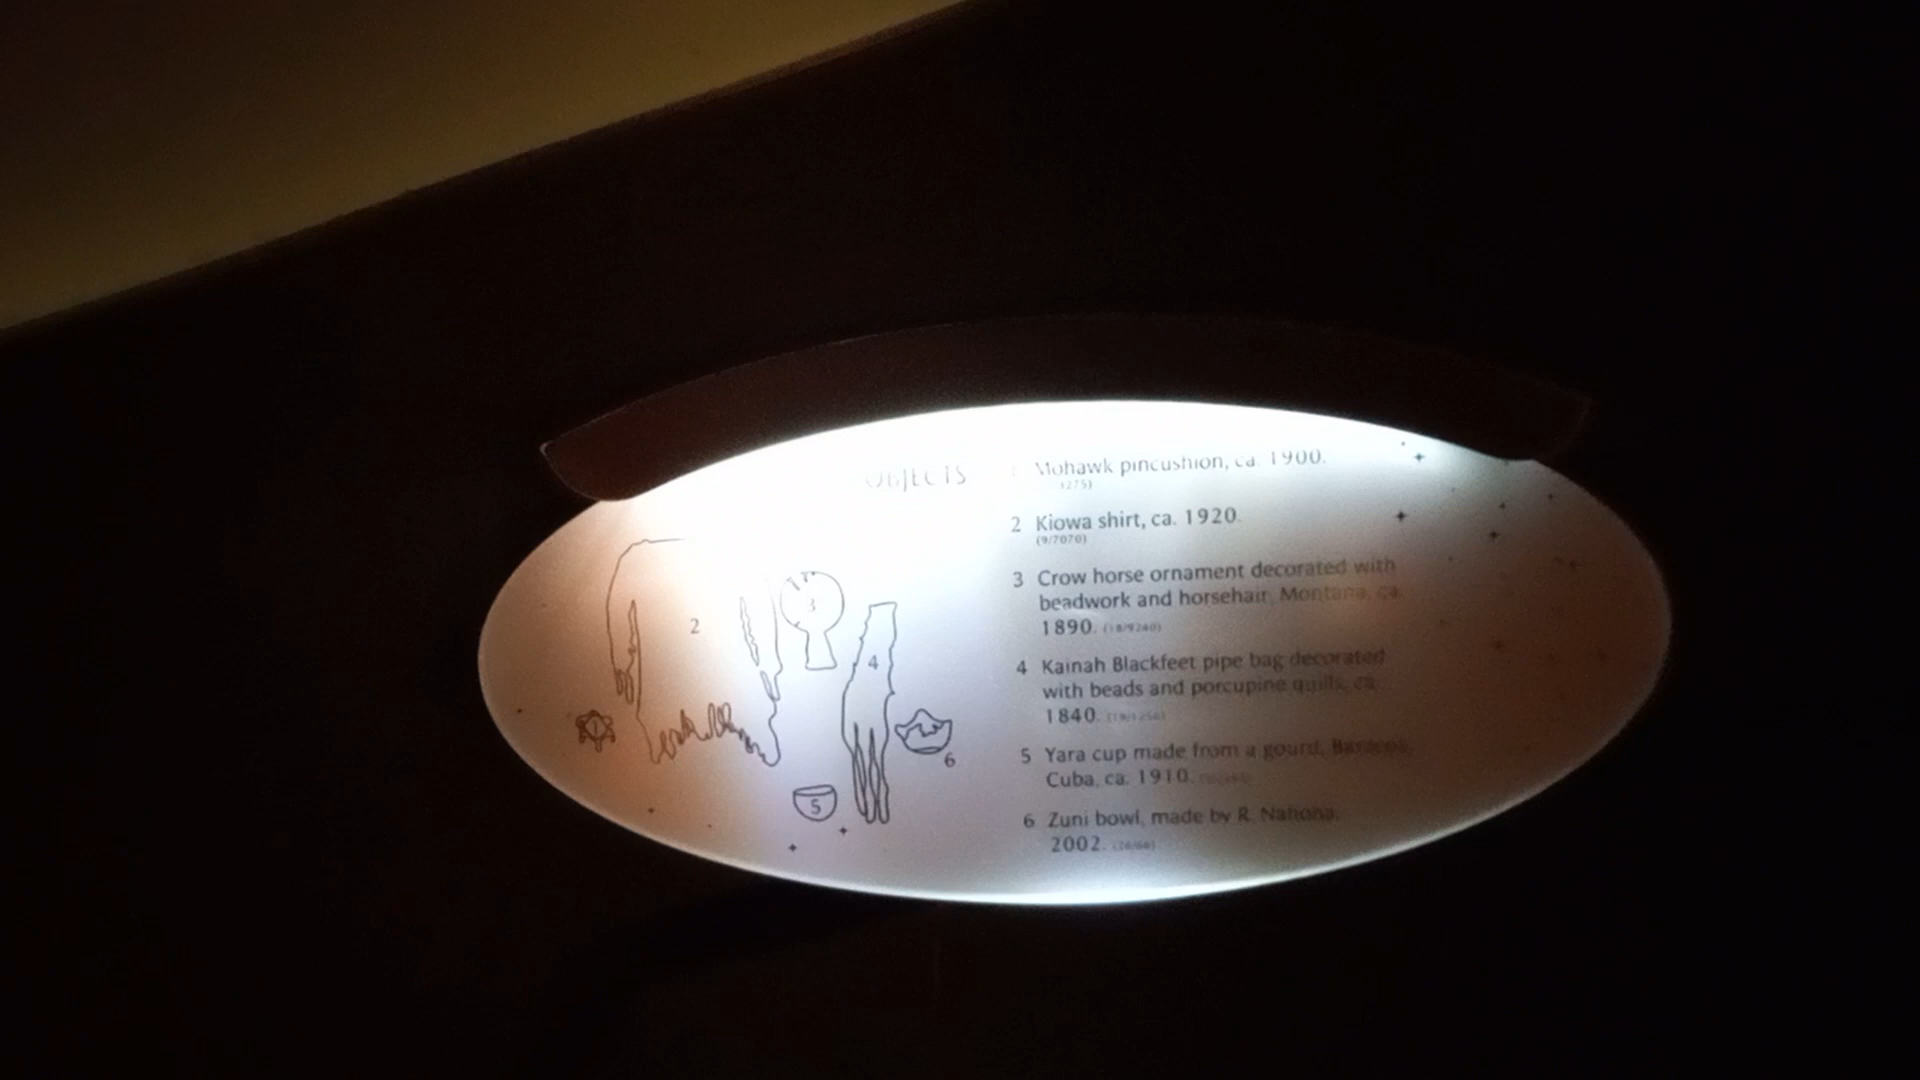 OBJECTS
Mohawk pincushion, ca. 1900.
2 Kiowa shirt, ca. 1920.
(9/7070)
3 Crow horse ornament decorated with
beadwork and horsehair, Montana, ca.
1890. (18/9240)
4 Kainah Blackfeet pipe bag decorated
with beads and porcupine quills, ca.
1840.
5 Yara cup made from a gourd,
Cuba, ca. 1910.
6 Zuni bowl, made by R.
2002.
1
2
3
4
5
6